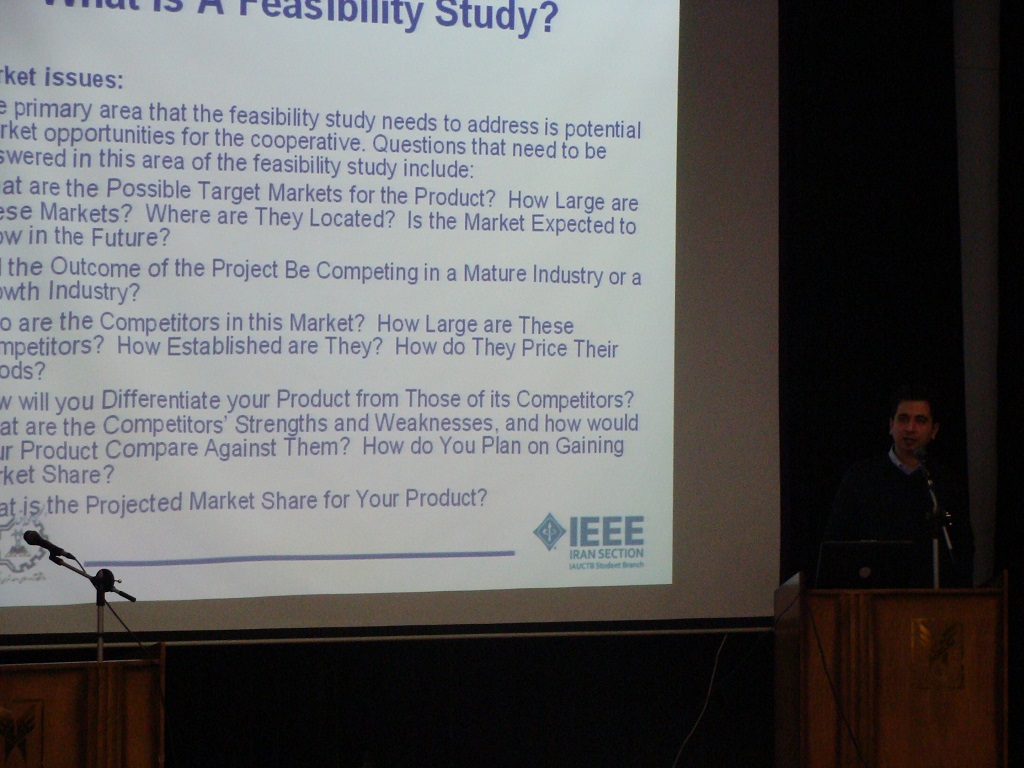 What Is A Feasibility Study?
rket issues:
e primary area that the feasibility study needs to address is potential
rket opportunities for the cooperative. Questions that need to be
swered in this area of the feasibility study include:
at are the Possible Target Markets for the Product? How Large are
ese Markets? Where are They Located? Is the Market Expected to
ow in the Future?
l the Outcome of the Project Be Competing in a Mature Industry or a
owth Industry?
o are the Competitors in this Market? How Large are These
mpetitors? How Established are They? How do They Price Their
ods?
w will you Differentiate your Product from Those of its Competitors?
at are the Competitors' Strengths and Weaknesses, and how would
ur Product Compare Against Them? How do You Plan on Gaining
rket Share?
at is the Projected Market Share for Your Product?
IEEE
IRAN SECTION
IAUCTB Student Branch